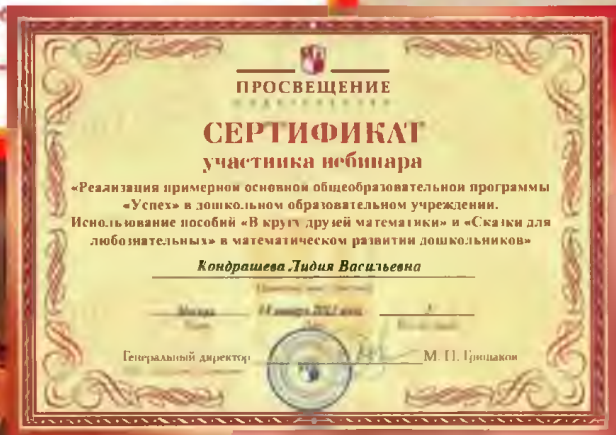 ПРОСВЕЩЕНИЕ
ИЗДАТЕЛЬСТВО
СЕРТИФИКАТ
участника вебинара
«Реализация примерной основной общеобразовательной программы
«Успех» в дошкольном образовательном учреждении.
Использование пособий «В кругу друзей математики» и «Сказки для
любознательных» в математическом развитии дошкольников»
Кондрашева Лидия Васильевна
Москва
Генеральный директор